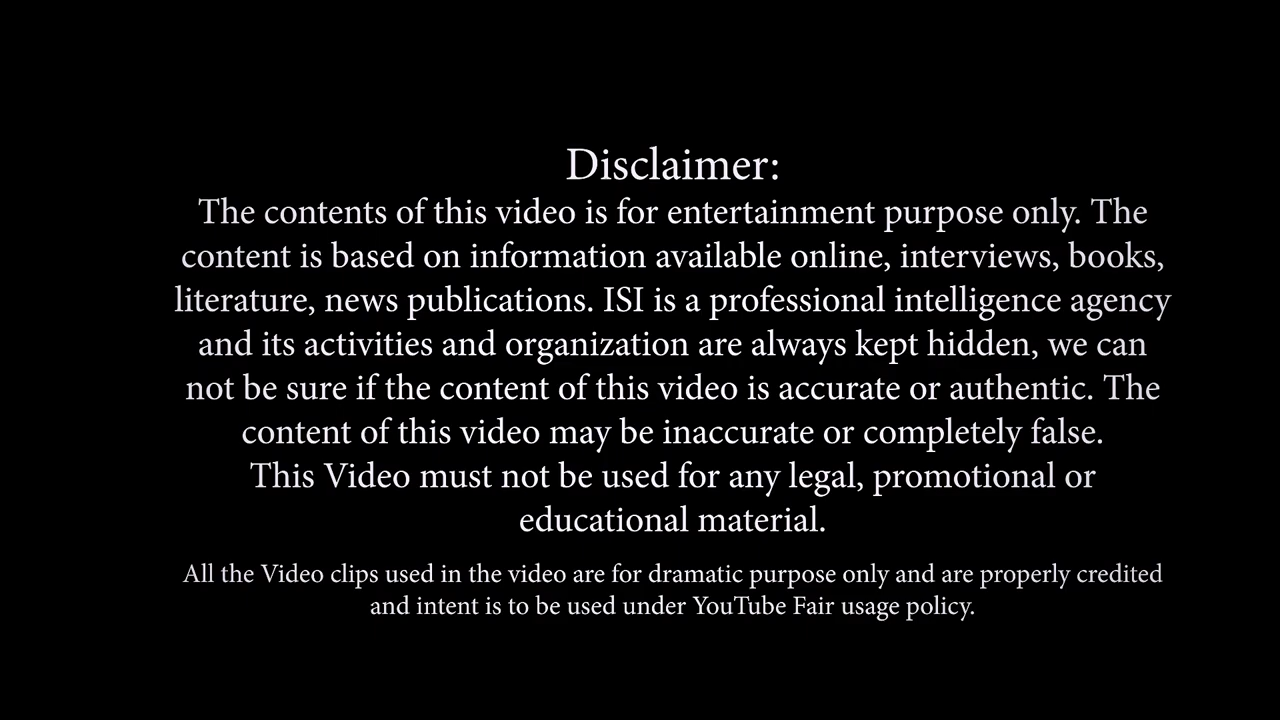 Disclaimer:
The contents of this video is for entertainment purpose only. The
content is based on information available online, interviews, books,
literature, news publications. ISI is a professional intelligence agency
and its activities and organization are always kept hidden, we can
not be sure if the content of this video is accurate or authentic. The
content of this video may be inaccurate or completely false.
This Video must not be used for any legal, promotional or
educational material.
All the Video clips used in the video are for dramatic purpose only and are properly credited
and intent is to be used under YouTube Fair usage policy.